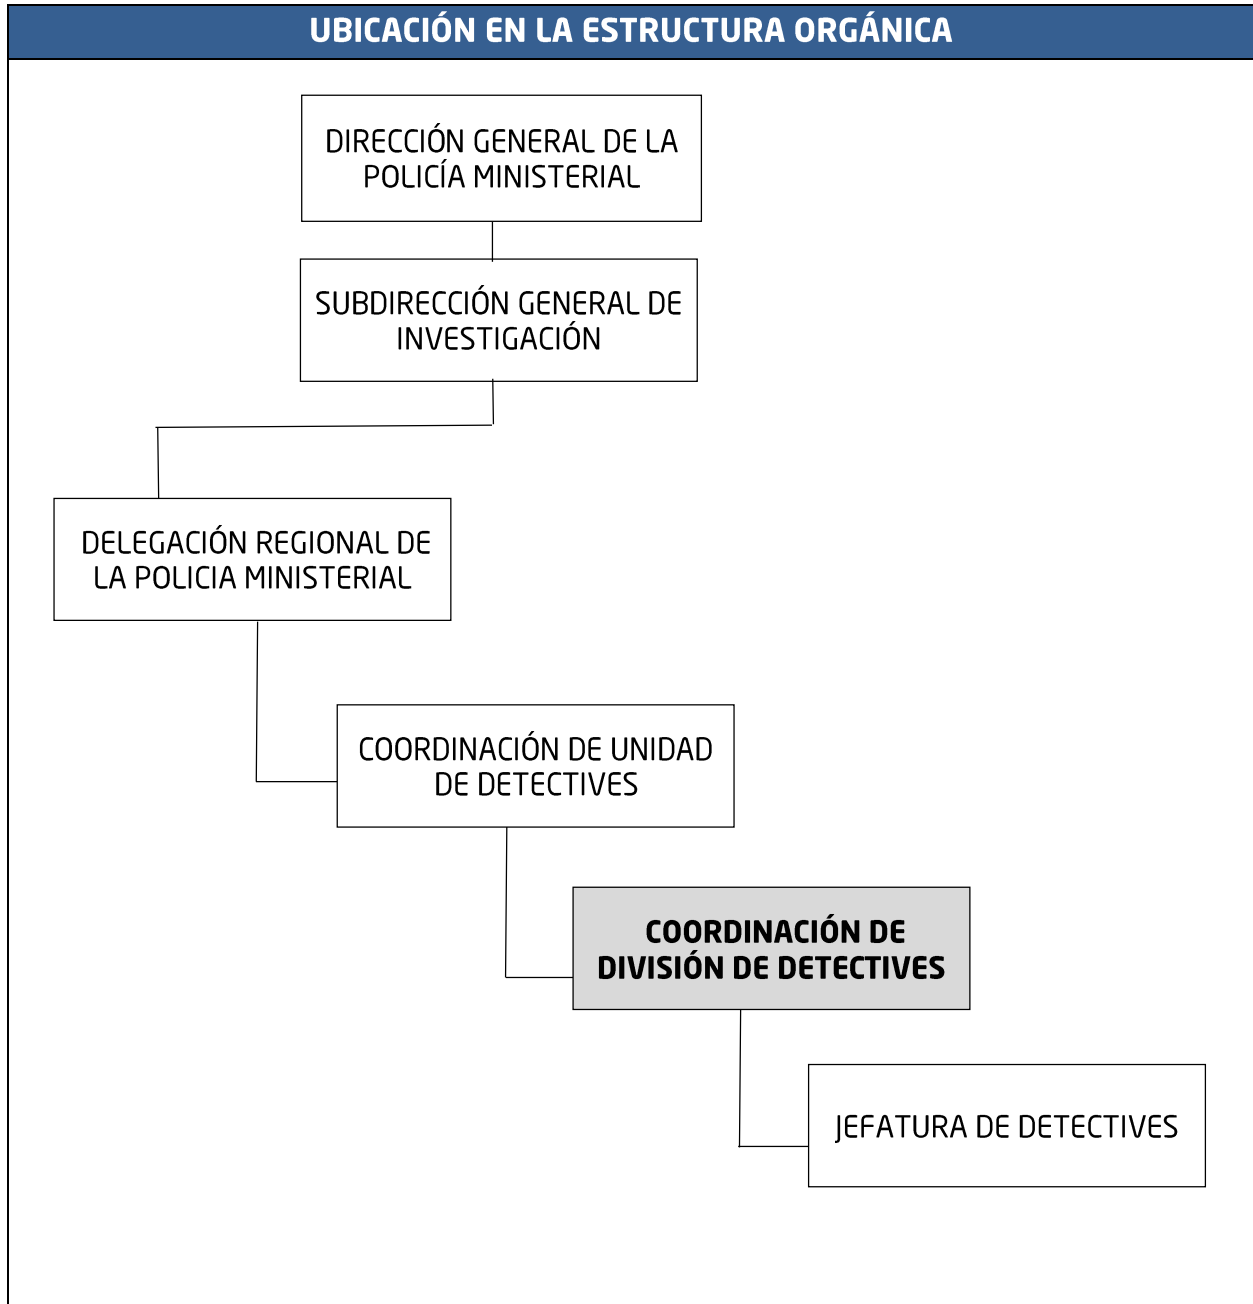 UBICACIÓN EN LA ESTRUCTURA ORGÁNICA
DIRECCIÓN GENERAL DE LA
POLICÍA MINISTERIAL
SUBDIRECCIÓN GENERAL DE
INVESTIGACIÓN
DELEGACIÓN REGIONAL DE
LA POLICIA MINISTERIAL
COORDINACIÓN DE UNIDAD
DE DETECTIVES
COORDINACIÓN DE
DIVISIÓN DE DETECTIVES
JEFATURA DE DETECTIVES